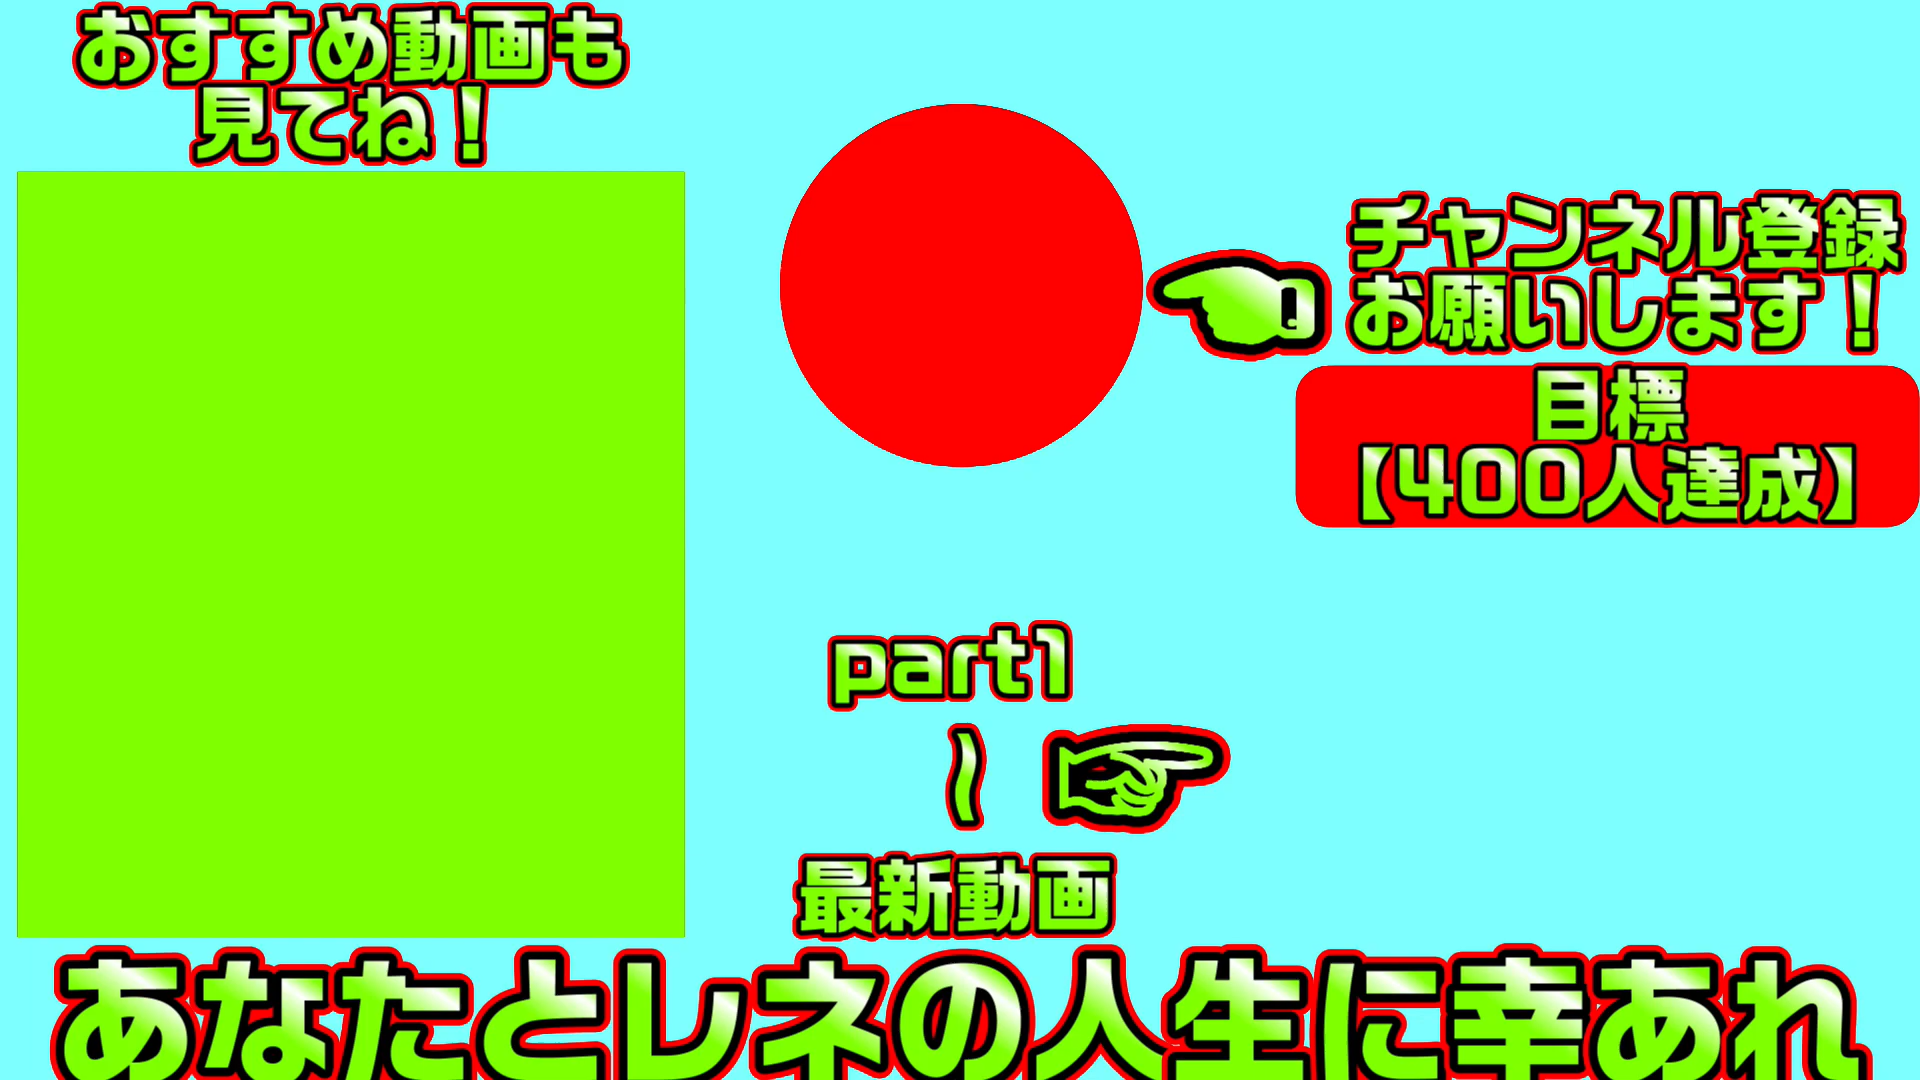 おすすめ動画も
見てね！
チャンネル登録
お願いします！
目標
【400人達成】
part1
～
最新動画
あなたとレネの人生に幸あれ